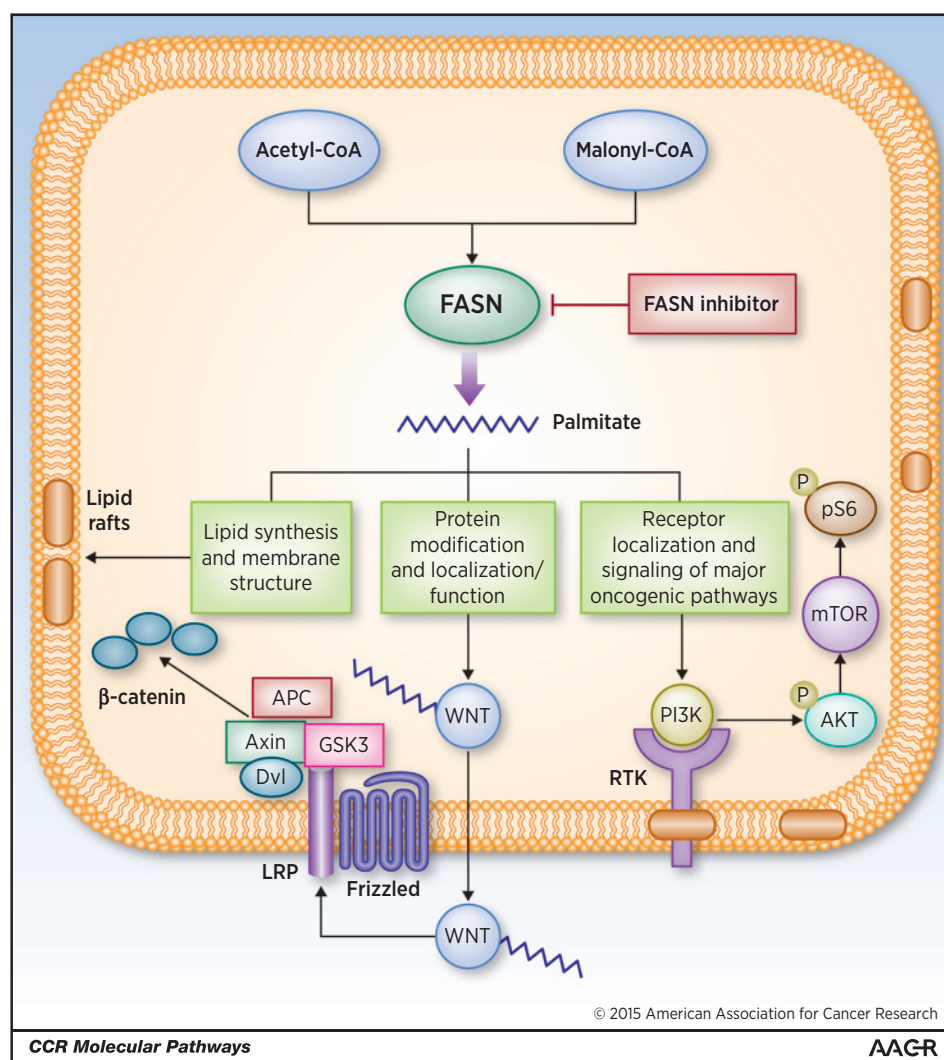 Acetyl-CoA
Malonyl-CoA
FASN
FASN inhibitor
Palmitate
Lipid
rafts
Lipid synthesis
and membrane
structure
Protein
modification
and localization/
function
Receptor
localization and
signaling of major
oncogenic pathways
P
pS6
mTOR
P
AKT
PI3K
RTK
WNT
β-catenin
APC
Axin
GSK3
Dvl
LRP
Frizzled
WNT
© 2015 American Association for Cancer Research
CCR Molecular Pathways
AACR